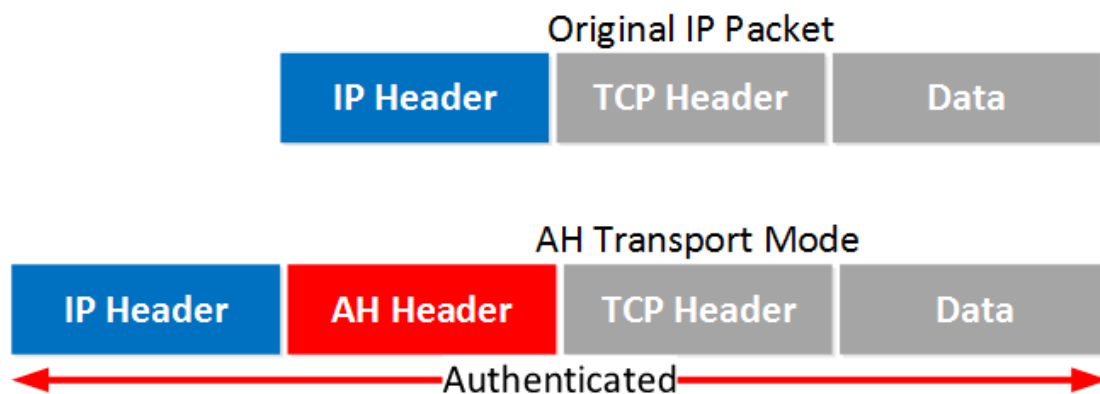 Original IP Packet
IP Header TCP Header Data
AH Transport Mode
IP Header AH Header TCP Header Data
Authenticated